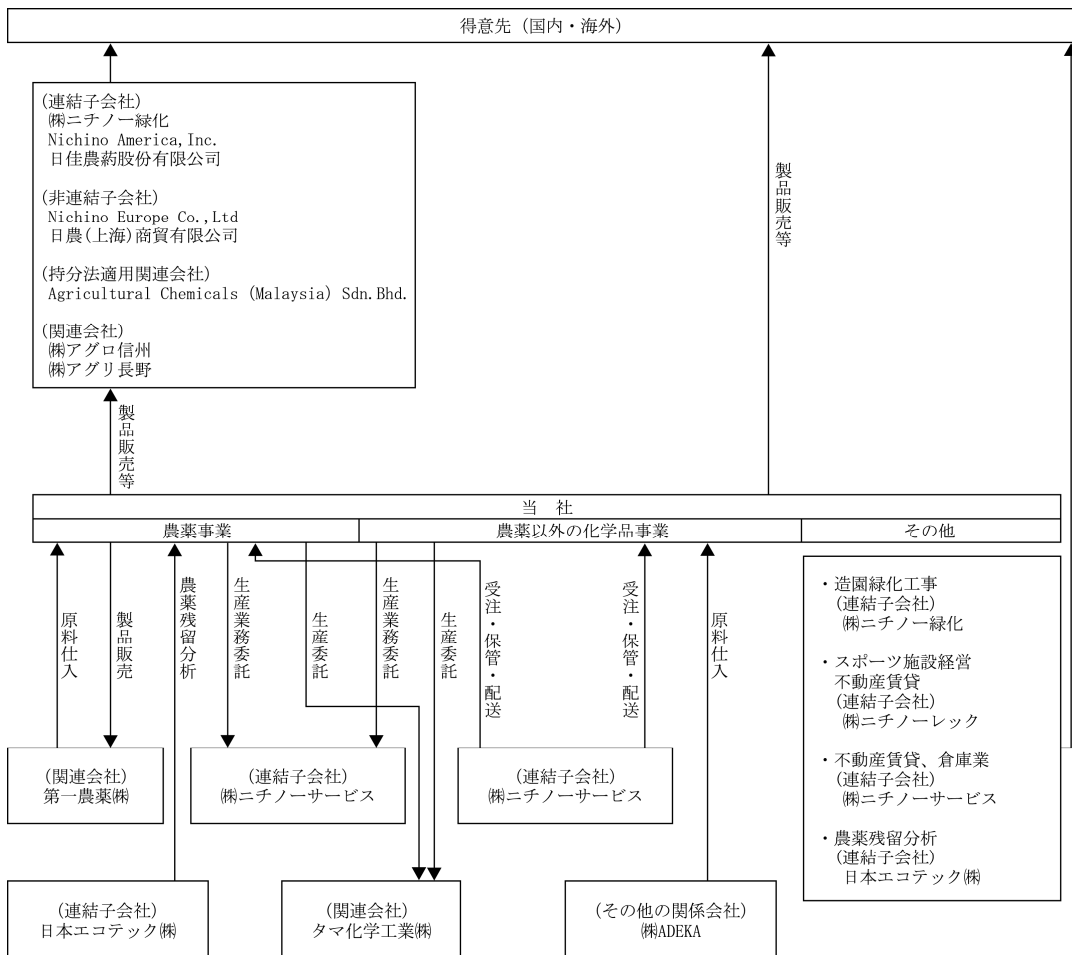 得意先（国内・海外）
(連結子会社)
㈱ニチノー緑化
Nichino America,Inc.
日佳農葯股份有限公司
(非連結子会社)
Nichino Europe Co.,Ltd
日農(上海)商貿有限公司
(持分法適用関連会社)
Agricultural Chemicals (Malaysia) Sdn.Bhd.
(関連会社)
㈱アグロ信州
㈱アグリ長野
製品販売等
製品販売等
当　社
農薬事業
農薬以外の化学品事業
その他
原料仕入
製品販売
農薬残留分析
生産業務委託
生産委託
生産業務委託
生産委託
受注・保管・配送
受注・保管・配送
原料仕入
・造園緑化工事
(連結子会社)
㈱ニチノー緑化
・スポーツ施設経営
不動産賃貸
(連結子会社)
㈱ニチノーレック
・不動産賃貸、倉庫業
(連結子会社)
㈱ニチノーサービス
・農薬残留分析
(連結子会社)
日本エコテック㈱
(関連会社)
第一農薬㈱
(連結子会社)
㈱ニチノーサービス
(連結子会社)
㈱ニチノーサービス
(連結子会社)
日本エコテック㈱
(関連会社)
タマ化学工業㈱
(その他の関係会社)
㈱ADEKA